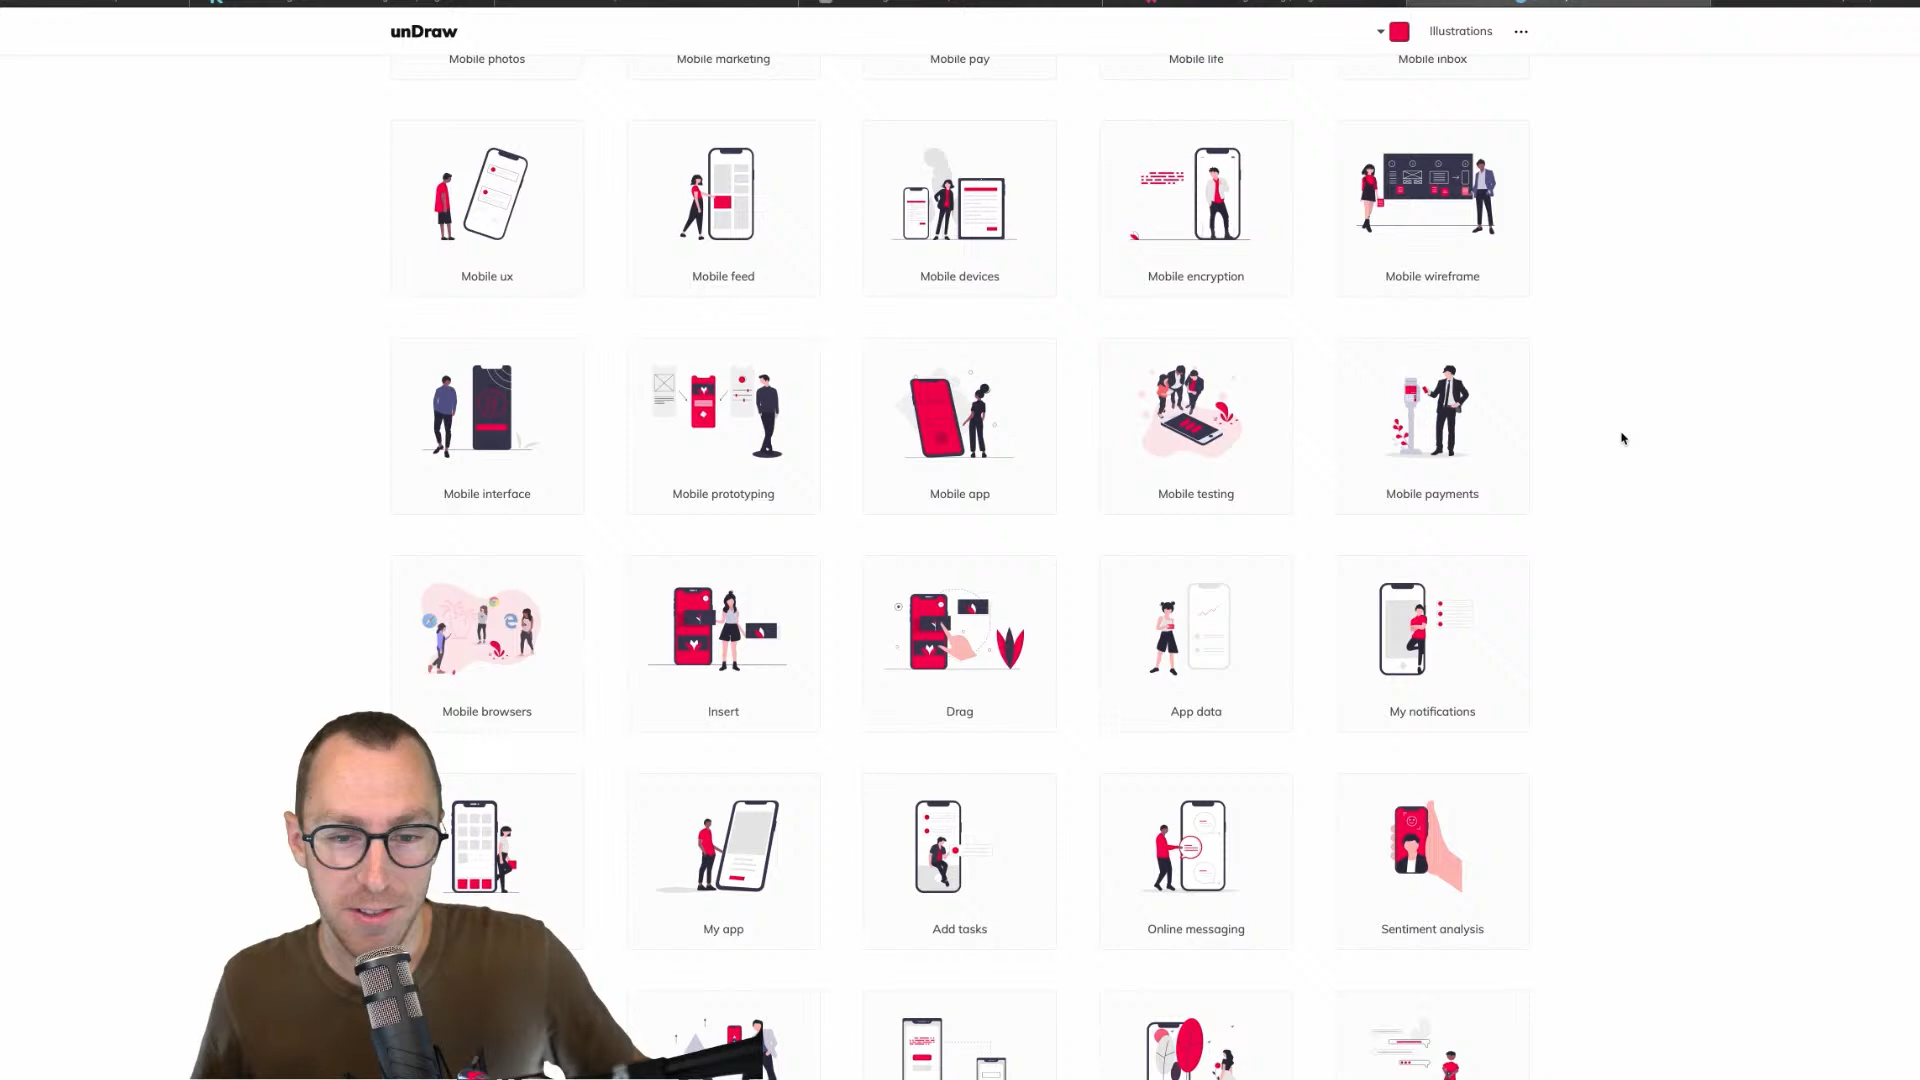 unDraw
Illustrations
Mobile photos
Mobile marketing
Mobile pay
Mobile life
Mobile inbox
Mobile ux
Mobile feed
Mobile devices
Mobile encryption
Mobile wireframe
Mobile interface
Mobile prototyping
Mobile app
Mobile testing
Mobile payments
Mobile browsers
Insert
Drag
App data
My notifications
My app
Add tasks
Online messaging
Sentiment analysis